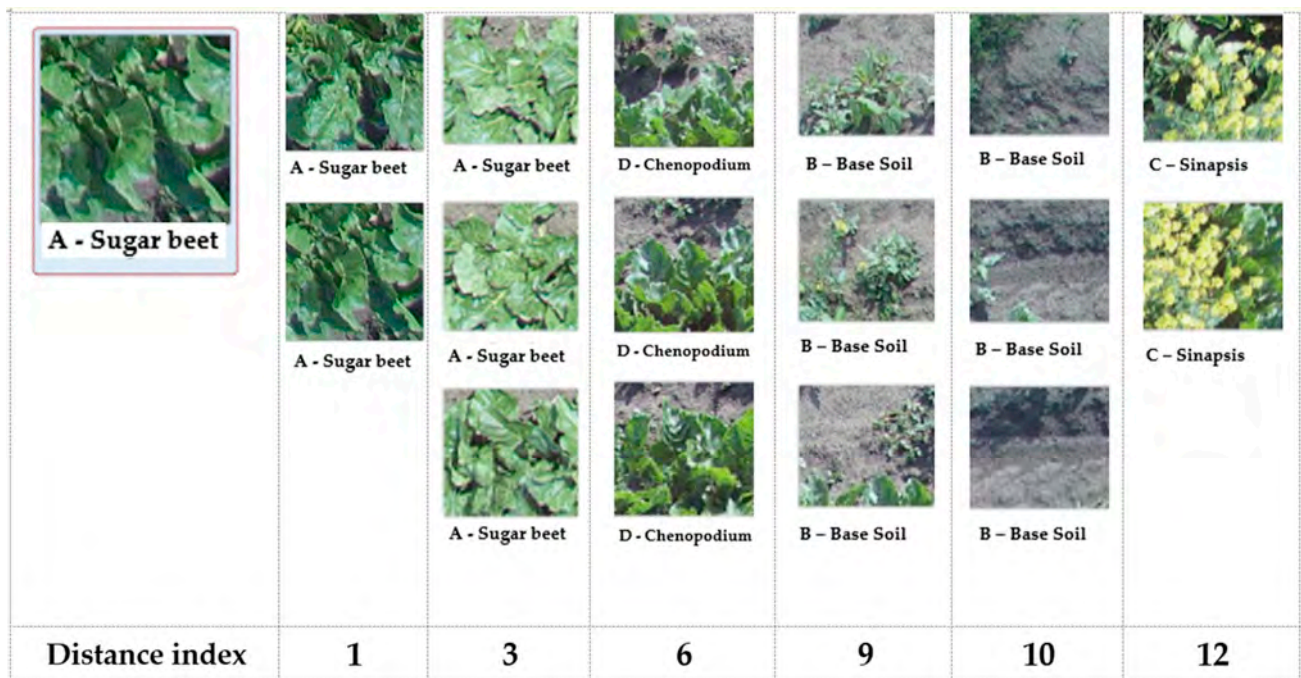 A - Sugar beet
A - Sugar beet
A - Sugar beet
D - Chenopodium
B – Base Soil
B – Base Soil
C – Sinapsis
A - Sugar beet
A - Sugar beet
D - Chenopodium
B – Base Soil
B – Base Soil
C – Sinapsis
A - Sugar beet
D - Chenopodium
B – Base Soil
B – Base Soil
Distance index 1 3 6 9 10 12